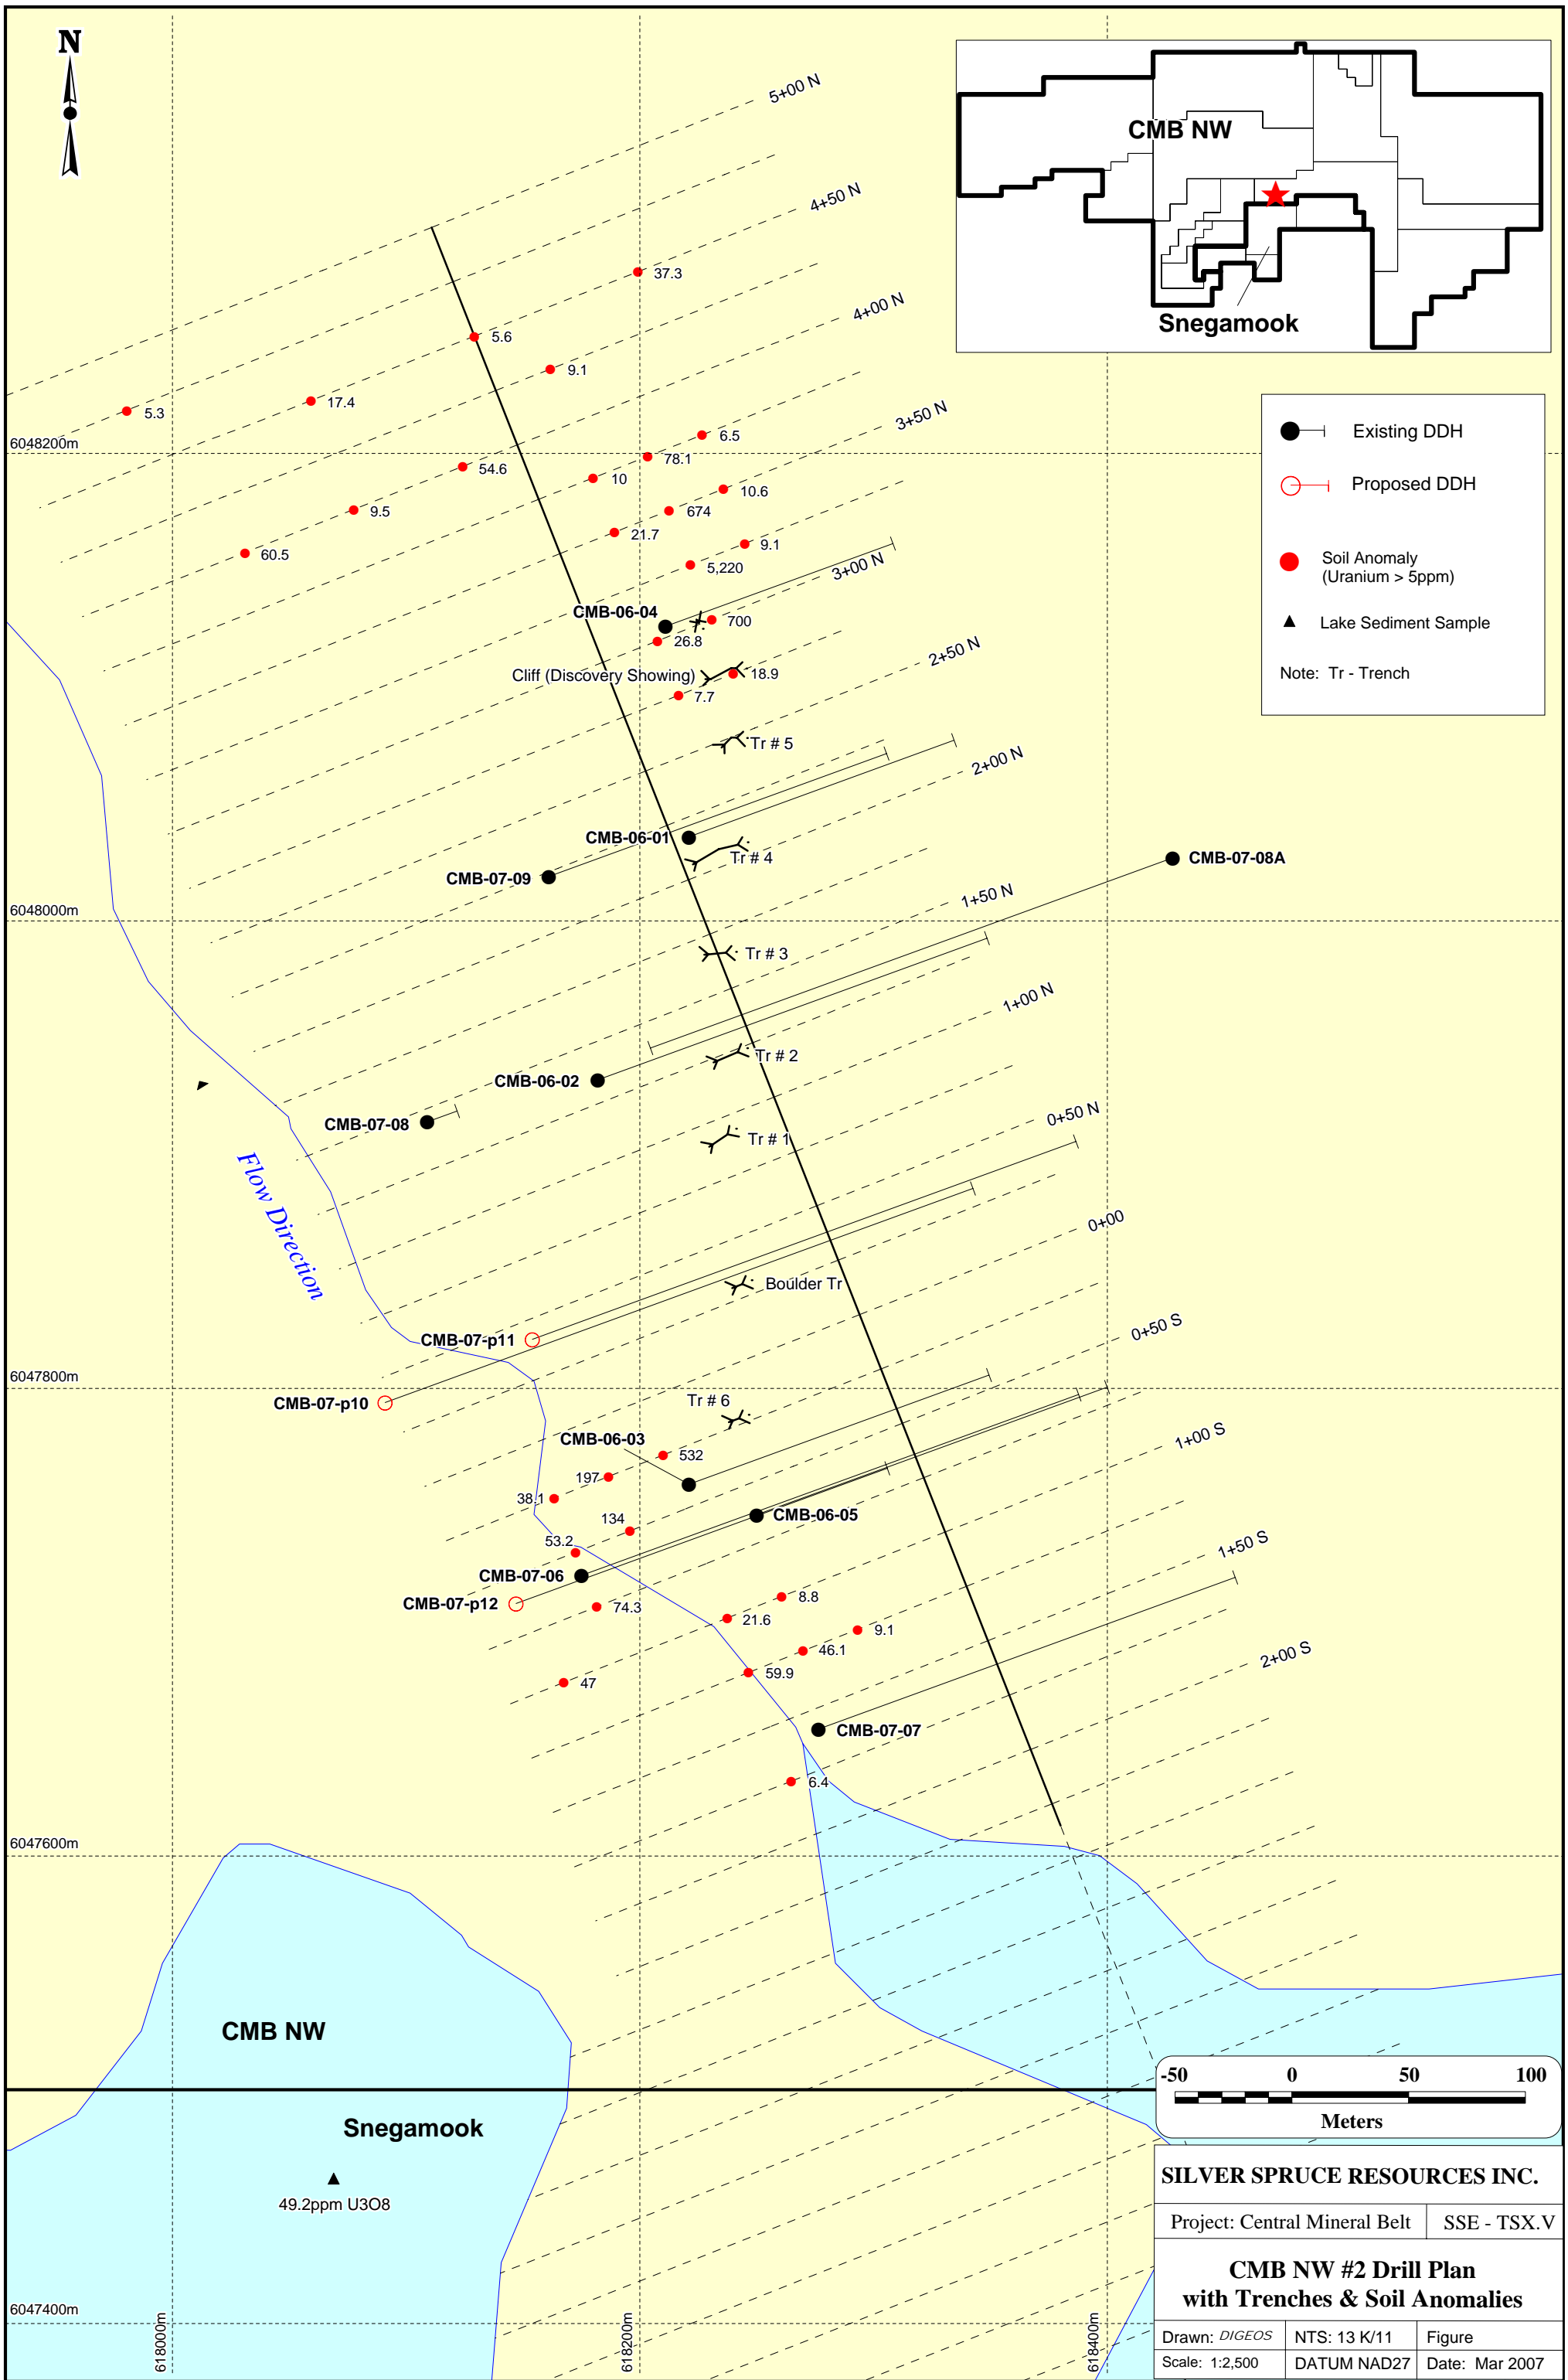 N
5+00 N
4+50 N
37.3
4+00 N
5.6
9.1
17.4
5.3
3+50 N
6.5
6048200m
78.1
54.6
10
10.6
9.5
674
21.7
9.1
60.5
5,220
3+00 N
CMB-06-04
700
26.8
2+50 N
Cliff (Discovery Showing)
18.9
7.7
Tr # 5
2+00 N
CMB-06-01
Tr # 4
CMB-07-08A
CMB-07-09
1+50 N
6048000m
Tr # 3
1+00 N
Tr # 2
CMB-06-02
0+50 N
CMB-07-08
Tr # 1
Flow Direction
0+00
Boulder Tr
0+50 S
CMB-07-p11
6047800m
CMB-07-p10
Tr # 6
1+00 S
CMB-06-03
532
197
38.1
134
CMB-06-05
53.2
1+50 S
CMB-07-06
CMB-07-p12
74.3
8.8
21.6
9.1
46.1
2+00 S
59.9
47
CMB-07-07
6.4
6047600m
CMB NW
Snegamook
49.2ppm U3O8
6047400m
618000m
618200m
618400m
CMB NW
Snegamook
Existing DDH
Proposed DDH
Soil Anomaly
(Uranium > 5ppm)
Lake Sediment Sample
Note: Tr - Trench
-50 0 50 100
Meters
SILVER SPRUCE RESOURCES INC.
Project: Central Mineral Belt SSE - TSX.V
CMB NW #2 Drill Plan
with Trenches & Soil Anomalies
Drawn: DIGEOS NTS: 13 K/11 Figure
Scale: 1:2,500 DATUM NAD27 Date: Mar 2007